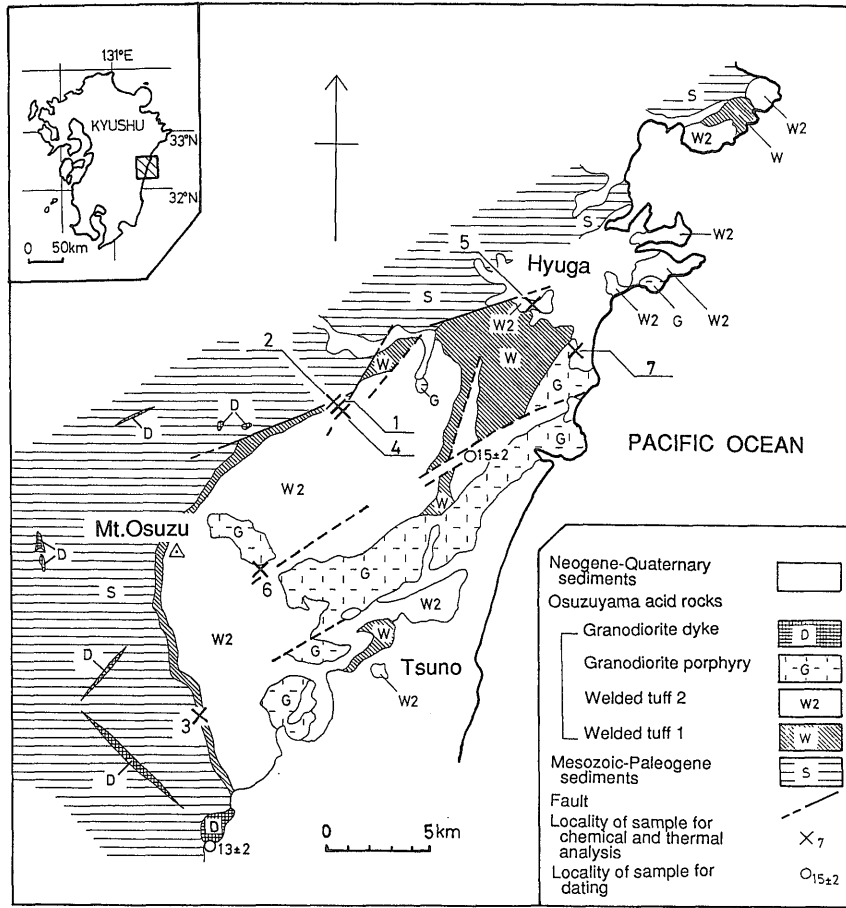 131°E
KYUSHU
33°N
32°N
0 50km
S
W2
W2
W
S
W2
5
Hyuga
W2
G
W2
S
W2
W
2
W
7
1
G
G
4
D
D
G
PACIFIC OCEAN
15±2
W2
W
Mt.Osuzu
G
D
G
6
S
W2
W2
W
G
Tsuno
D
W2
G
3
D
D
13±2
0 5km
Neogene-Quaternary
sediments
Osuzuyama acid rocks
Granodiorite dyke D
Granodiorite porphyry G
Welded tuff 2 W2
Welded tuff 1 W
Mesozoic-Paleogene
sediments S
Fault
Locality of sample for
chemical and thermal
analysis 7
Locality of sample for
dating 15±2